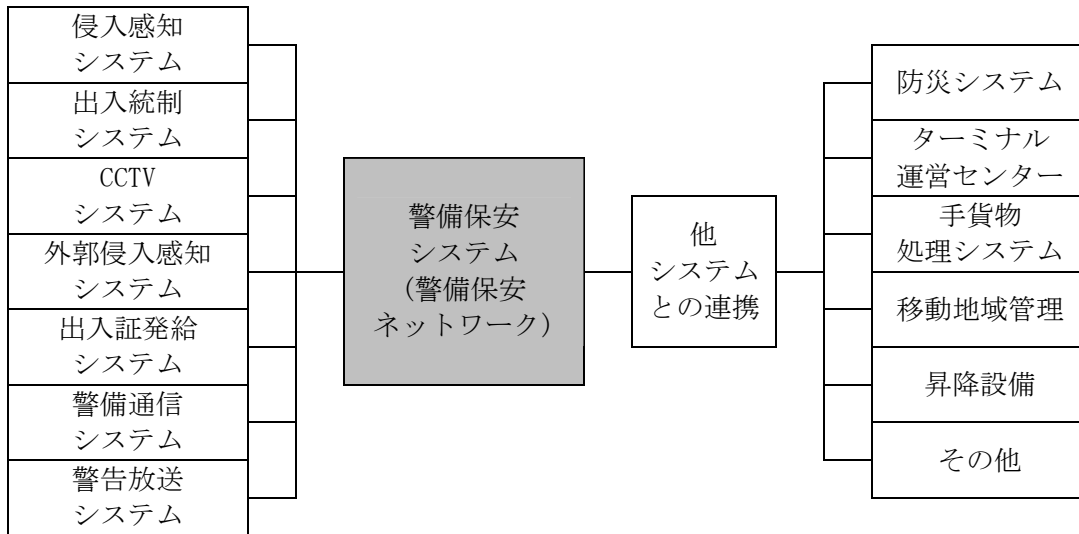 侵入感知
システム
出入統制
システム
CCTV
システム
外郭侵入感知
システム
出入証発給
システム
警備通信
システム
警告放送
システム
警備保安
システム
(警備保安
ネットワーク)
他
システム
との連携
防災システム
ターミナル
運営センター
手貨物
処理システム
移動地域管理
昇降設備
その他